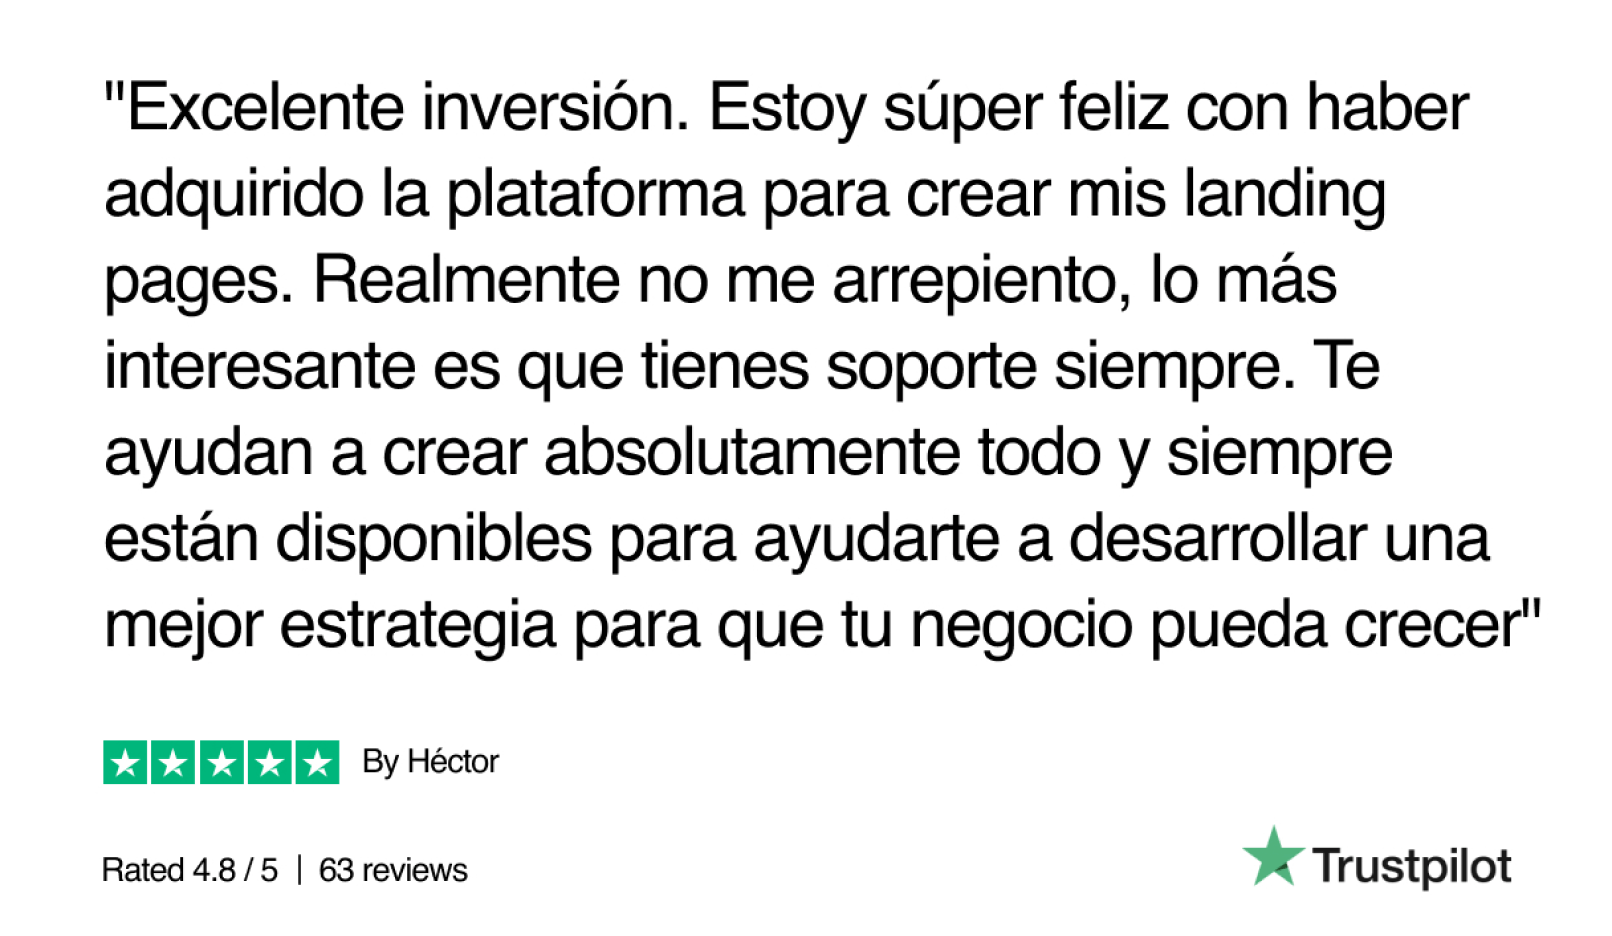 "Excelente inversión. Estoy súper feliz con haber
adquirido la plataforma para crear mis landing
pages. Realmente no me arrepiento, lo más
interesante es que tienes soporte siempre. Te
ayudan a crear absolutamente todo y siempre
están disponibles para ayudarte a desarrollar una
mejor estrategia para que tu negocio pueda crecer"
By Héctor
Rated 4.8 / 5 | 63 reviews
Trustpilot